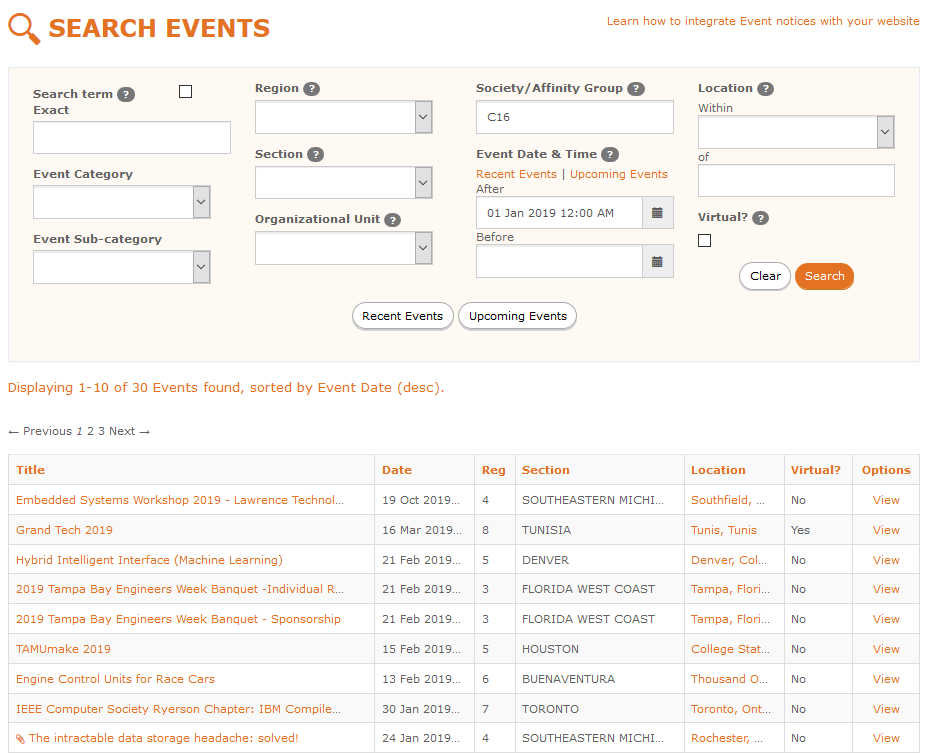 SEARCH EVENTS
Learn how to integrate Event notices with your website
Search term ?
Exact
Event Category
Event Sub-category
Region ?
Section ?
Organizational Unit ?
Society/Affinity Group ?
C16
Event Date & Time ?
Recent Events | Upcoming Events
After
01 Jan 2019 12:00 AM
Before
Location ?
Within
of
Virtual? ?
Clear Search
Recent Events Upcoming Events
Displaying 1-10 of 30 Events found, sorted by Event Date (desc).
← Previous 1 2 3 Next →
Title Date Reg Section Location Virtual? Options
Embedded Systems Workshop 2019 - Lawrence Technol... 19 Oct 2019... 4 SOUTHEASTERN MICHI... Southfield, ... No View
Grand Tech 2019 16 Mar 2019... 8 TUNISIA Tunis, Tunis Yes View
Hybrid Intelligent Interface (Machine Learning) 21 Feb 2019... 5 DENVER Denver, Col... No View
2019 Tampa Bay Engineers Week Banquet -Individual R... 21 Feb 2019... 3 FLORIDA WEST COAST Tampa, Flori... No View
2019 Tampa Bay Engineers Week Banquet - Sponsorship 21 Feb 2019... 3 FLORIDA WEST COAST Tampa, Flori... No View
TAMUmake 2019 15 Feb 2019... 5 HOUSTON College Stat... No View
Engine Control Units for Race Cars 13 Feb 2019... 6 BUENAVENTURA Thousand O... No View
IEEE Computer Society Ryerson Chapter: IBM Compile... 30 Jan 2019... 7 TORONTO Toronto, Ont... No View
The intractable data storage headache: solved! 24 Jan 2019... 4 SOUTHEASTERN MICHI... Rochester, ... No View